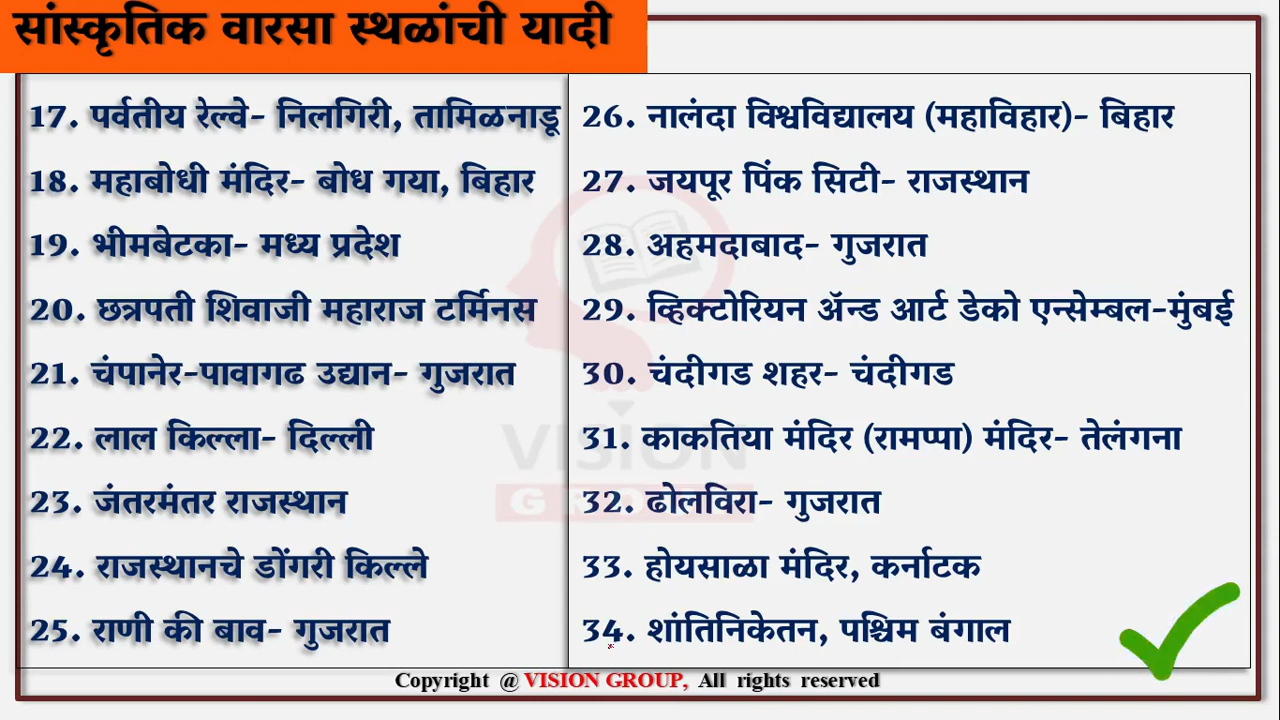 सांस्कृतिक वारसा स्थळांची यादी
17. पर्वतीय रेल्वे- निलगिरी, तामिळनाडू
18. महाबोधी मंदिर- बोध गया, बिहार
19. भीमबेटका- मध्य प्रदेश
20. छत्रपती शिवाजी महाराज टर्मिनस
21. चंपानेर-पावागढ उद्यान- गुजरात
22. लाल किल्ला- दिल्ली
23. जंतरमंतर राजस्थान
24. राजस्थानचे डोंगरी किल्ले
25. राणी की बाव- गुजरात
26. नालंदा विश्वविद्यालय (महाविहार)- बिहार
27. जयपूर पिंक सिटी- राजस्थान
28. अहमदाबाद- गुजरात
29. व्हिक्टोरियन ॲन्ड आर्ट डेको एन्सेम्बल-मुंबई
30. चंदीगड शहर- चंदीगड
31. काकतिया मंदिर (रामप्पा) मंदिर- तेलंगना
32. ढोलविरा- गुजरात
33. होयसाळा मंदिर, कर्नाटक
34. शांतिनिकेतन, पश्चिम बंगाल
VISION
GROUP
Copyright @ VISION GROUP, All rights reserved